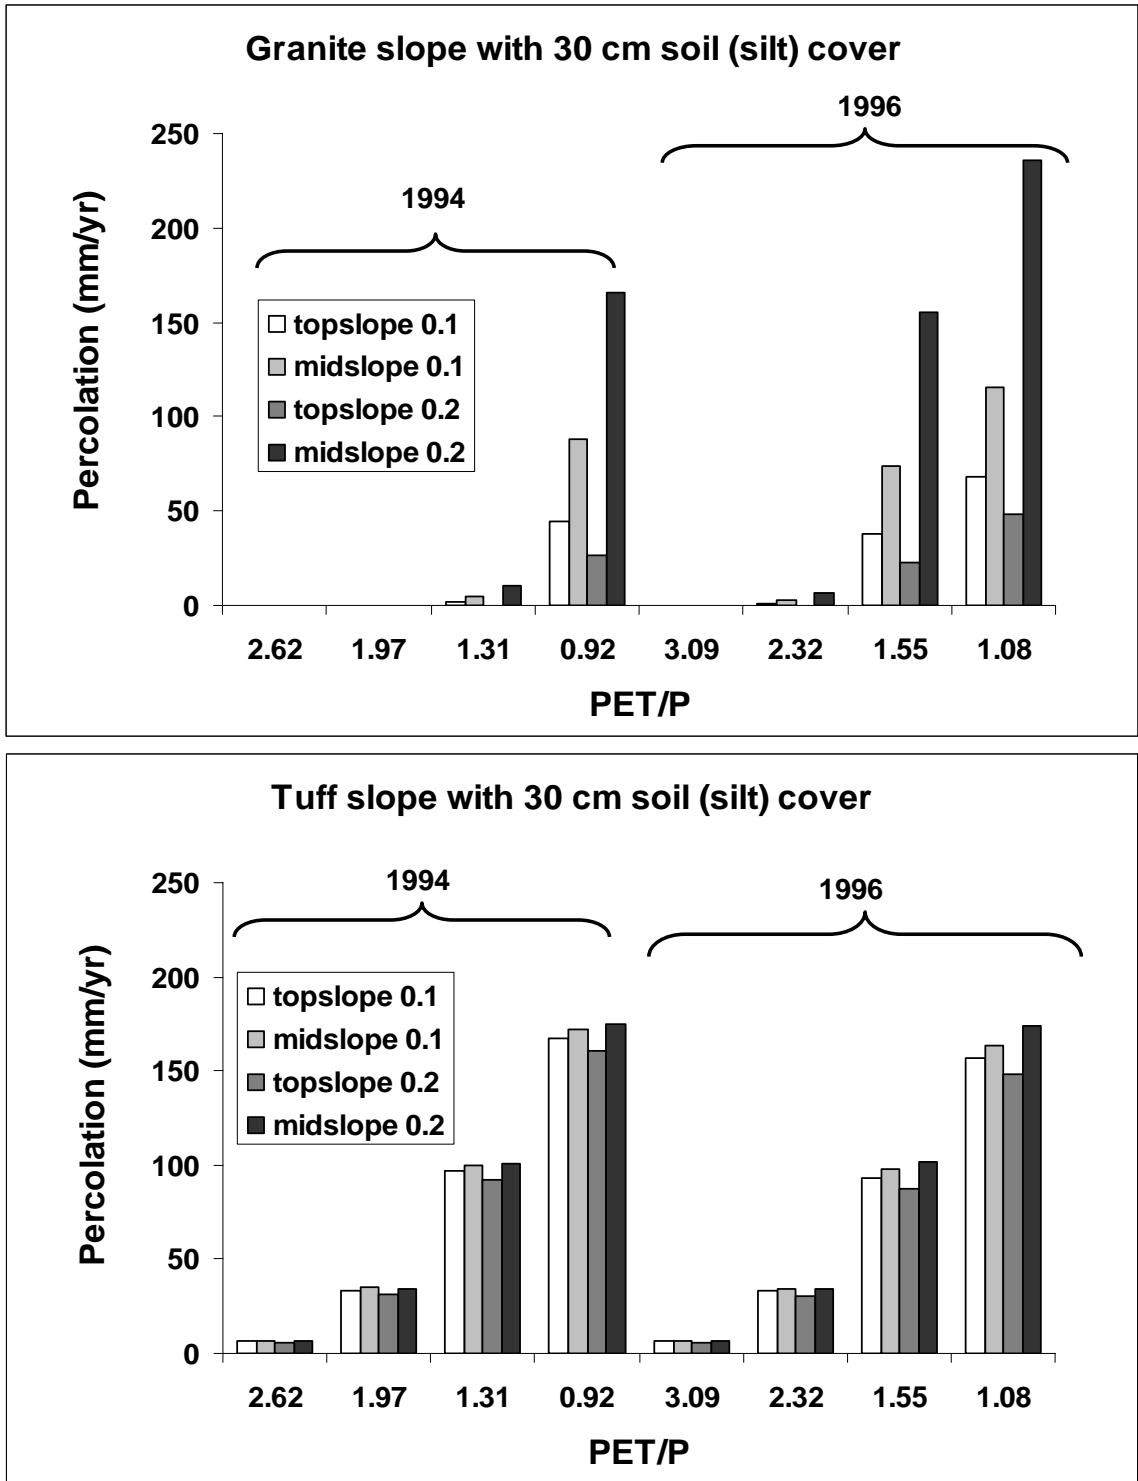 Granite slope with 30 cm soil (silt) cover
1996
1994
250
200
150
100
50
0
Percolation (mm/yr)
topslope 0.1
midslope 0.1
topslope 0.2
midslope 0.2
2.62 1.97 1.31 0.92 3.09 2.32 1.55 1.08
PET/P
Tuff slope with 30 cm soil (silt) cover
1994
1996
250
200
150
100
50
0
Percolation (mm/yr)
topslope 0.1
midslope 0.1
topslope 0.2
midslope 0.2
2.62 1.97 1.31 0.92 3.09 2.32 1.55 1.08
PET/P